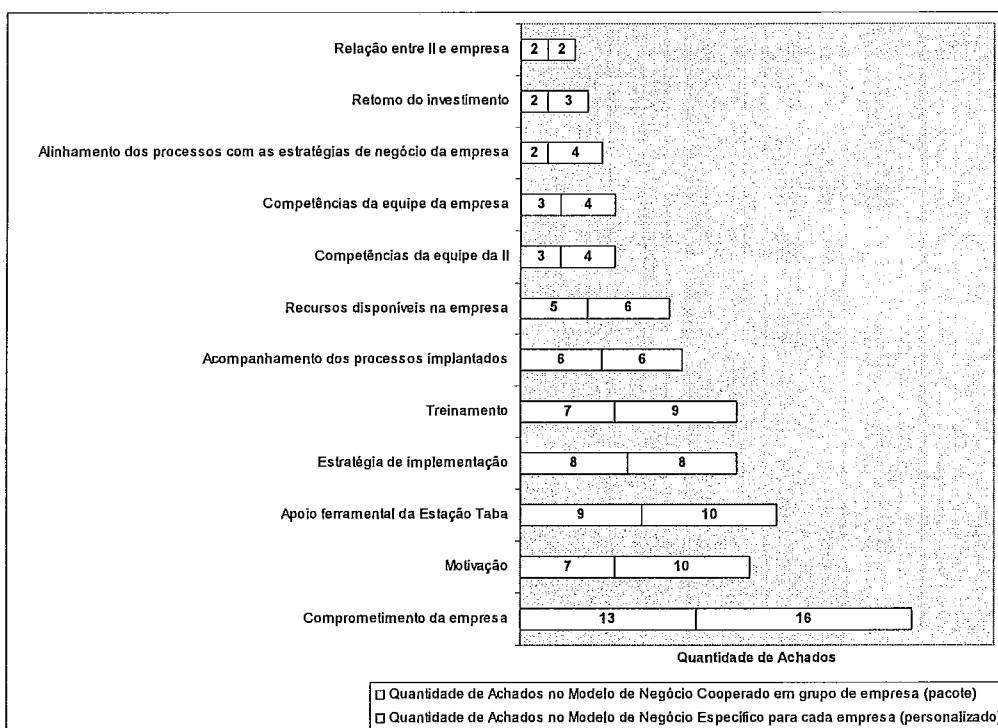 Relação entre II e empresa 2 2
Retorno do investimento 2 3
Alinhamento dos processos com as estratégias de negócio da empresa 2 4
Competências da equipe da empresa 3 4
Competências da equipe da II 3 4
Recursos disponíveis na empresa 5 6
Acompanhamento dos processos implantados 6 6
Treinamento 7 9
Estratégia de implementação 8 8
Apoio ferramental da Estação Taba 9 10
Motivação 7 10
Comprometimento da empresa 13 16
Quantidade de Achados
Quantidade de Achados no Modelo de Negócio Cooperado em grupo de empresa (pacote)
Quantidade de Achados no Modelo de Negócio Específico para cada empresa (personalizado)